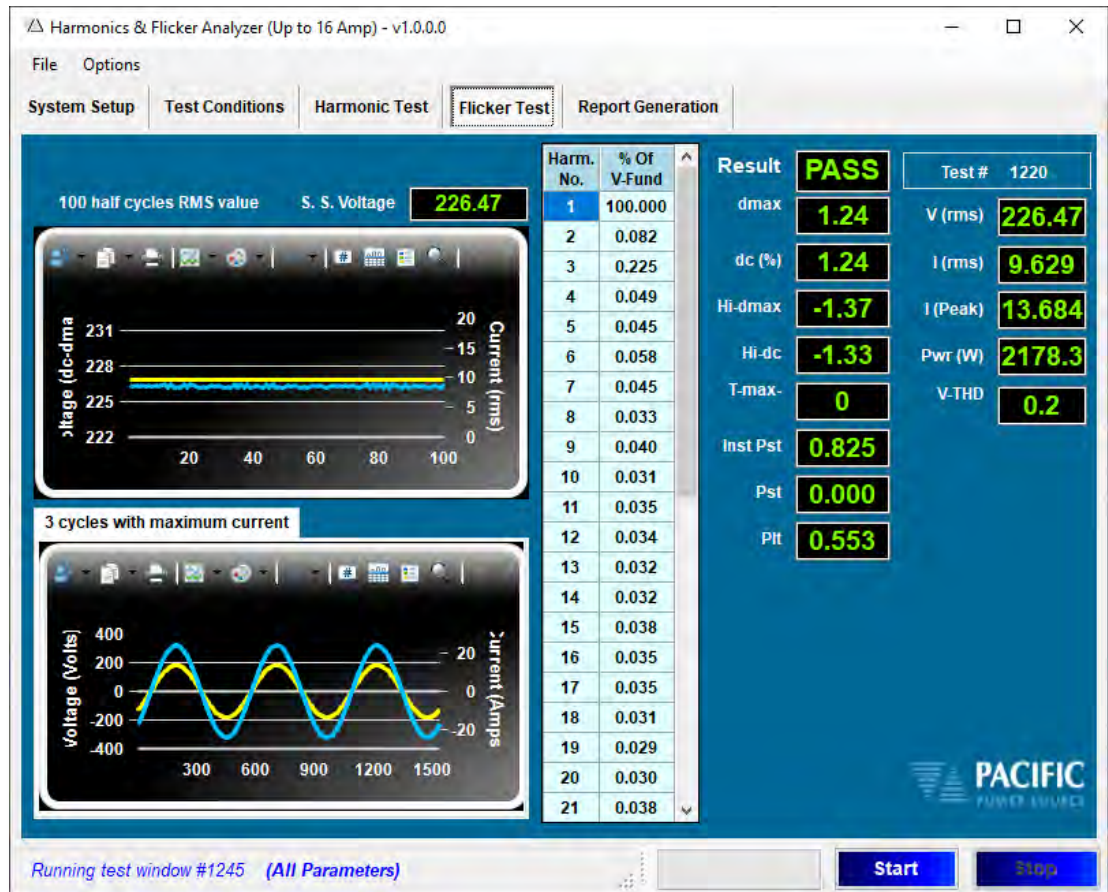 Harmonics & Flicker Analyzer (Up to 16 Amp) - v1.0.0.0
File Options
System Setup Test Conditions Harmonic Test Flicker Test Report Generation
100 half cycles RMS value S. S. Voltage 226.47
231
228
225
222
ltage (dc-dma
20
15
10
5
0
Current (rms)
20 40 60 80 100
3 cycles with maximum current
400
200
0
-200
-400
Voltage (Volts)
20
0
-20
Current (Amps
300 600 900 1200 1500
Harm. No. % Of V-Fund
1 100.000
2 0.082
3 0.225
4 0.049
5 0.045
6 0.058
7 0.045
8 0.033
9 0.040
10 0.031
11 0.035
12 0.034
13 0.032
14 0.032
15 0.038
16 0.035
17 0.035
18 0.031
19 0.029
20 0.030
21 0.038
Result PASS
dmax 1.24
dc (%) 1.24
Hi-dmax -1.37
Hi-dc -1.33
T-max- 0
Inst Pst 0.825
Pst 0.000
Plt 0.553
Test # 1220
V (rms) 226.47
I (rms) 9.629
I (Peak) 13.684
Pwr (W) 2178.3
V-THD 0.2
PACIFIC
POWER SOURCE
Running test window #1245 (All Parameters)
Start
Stop